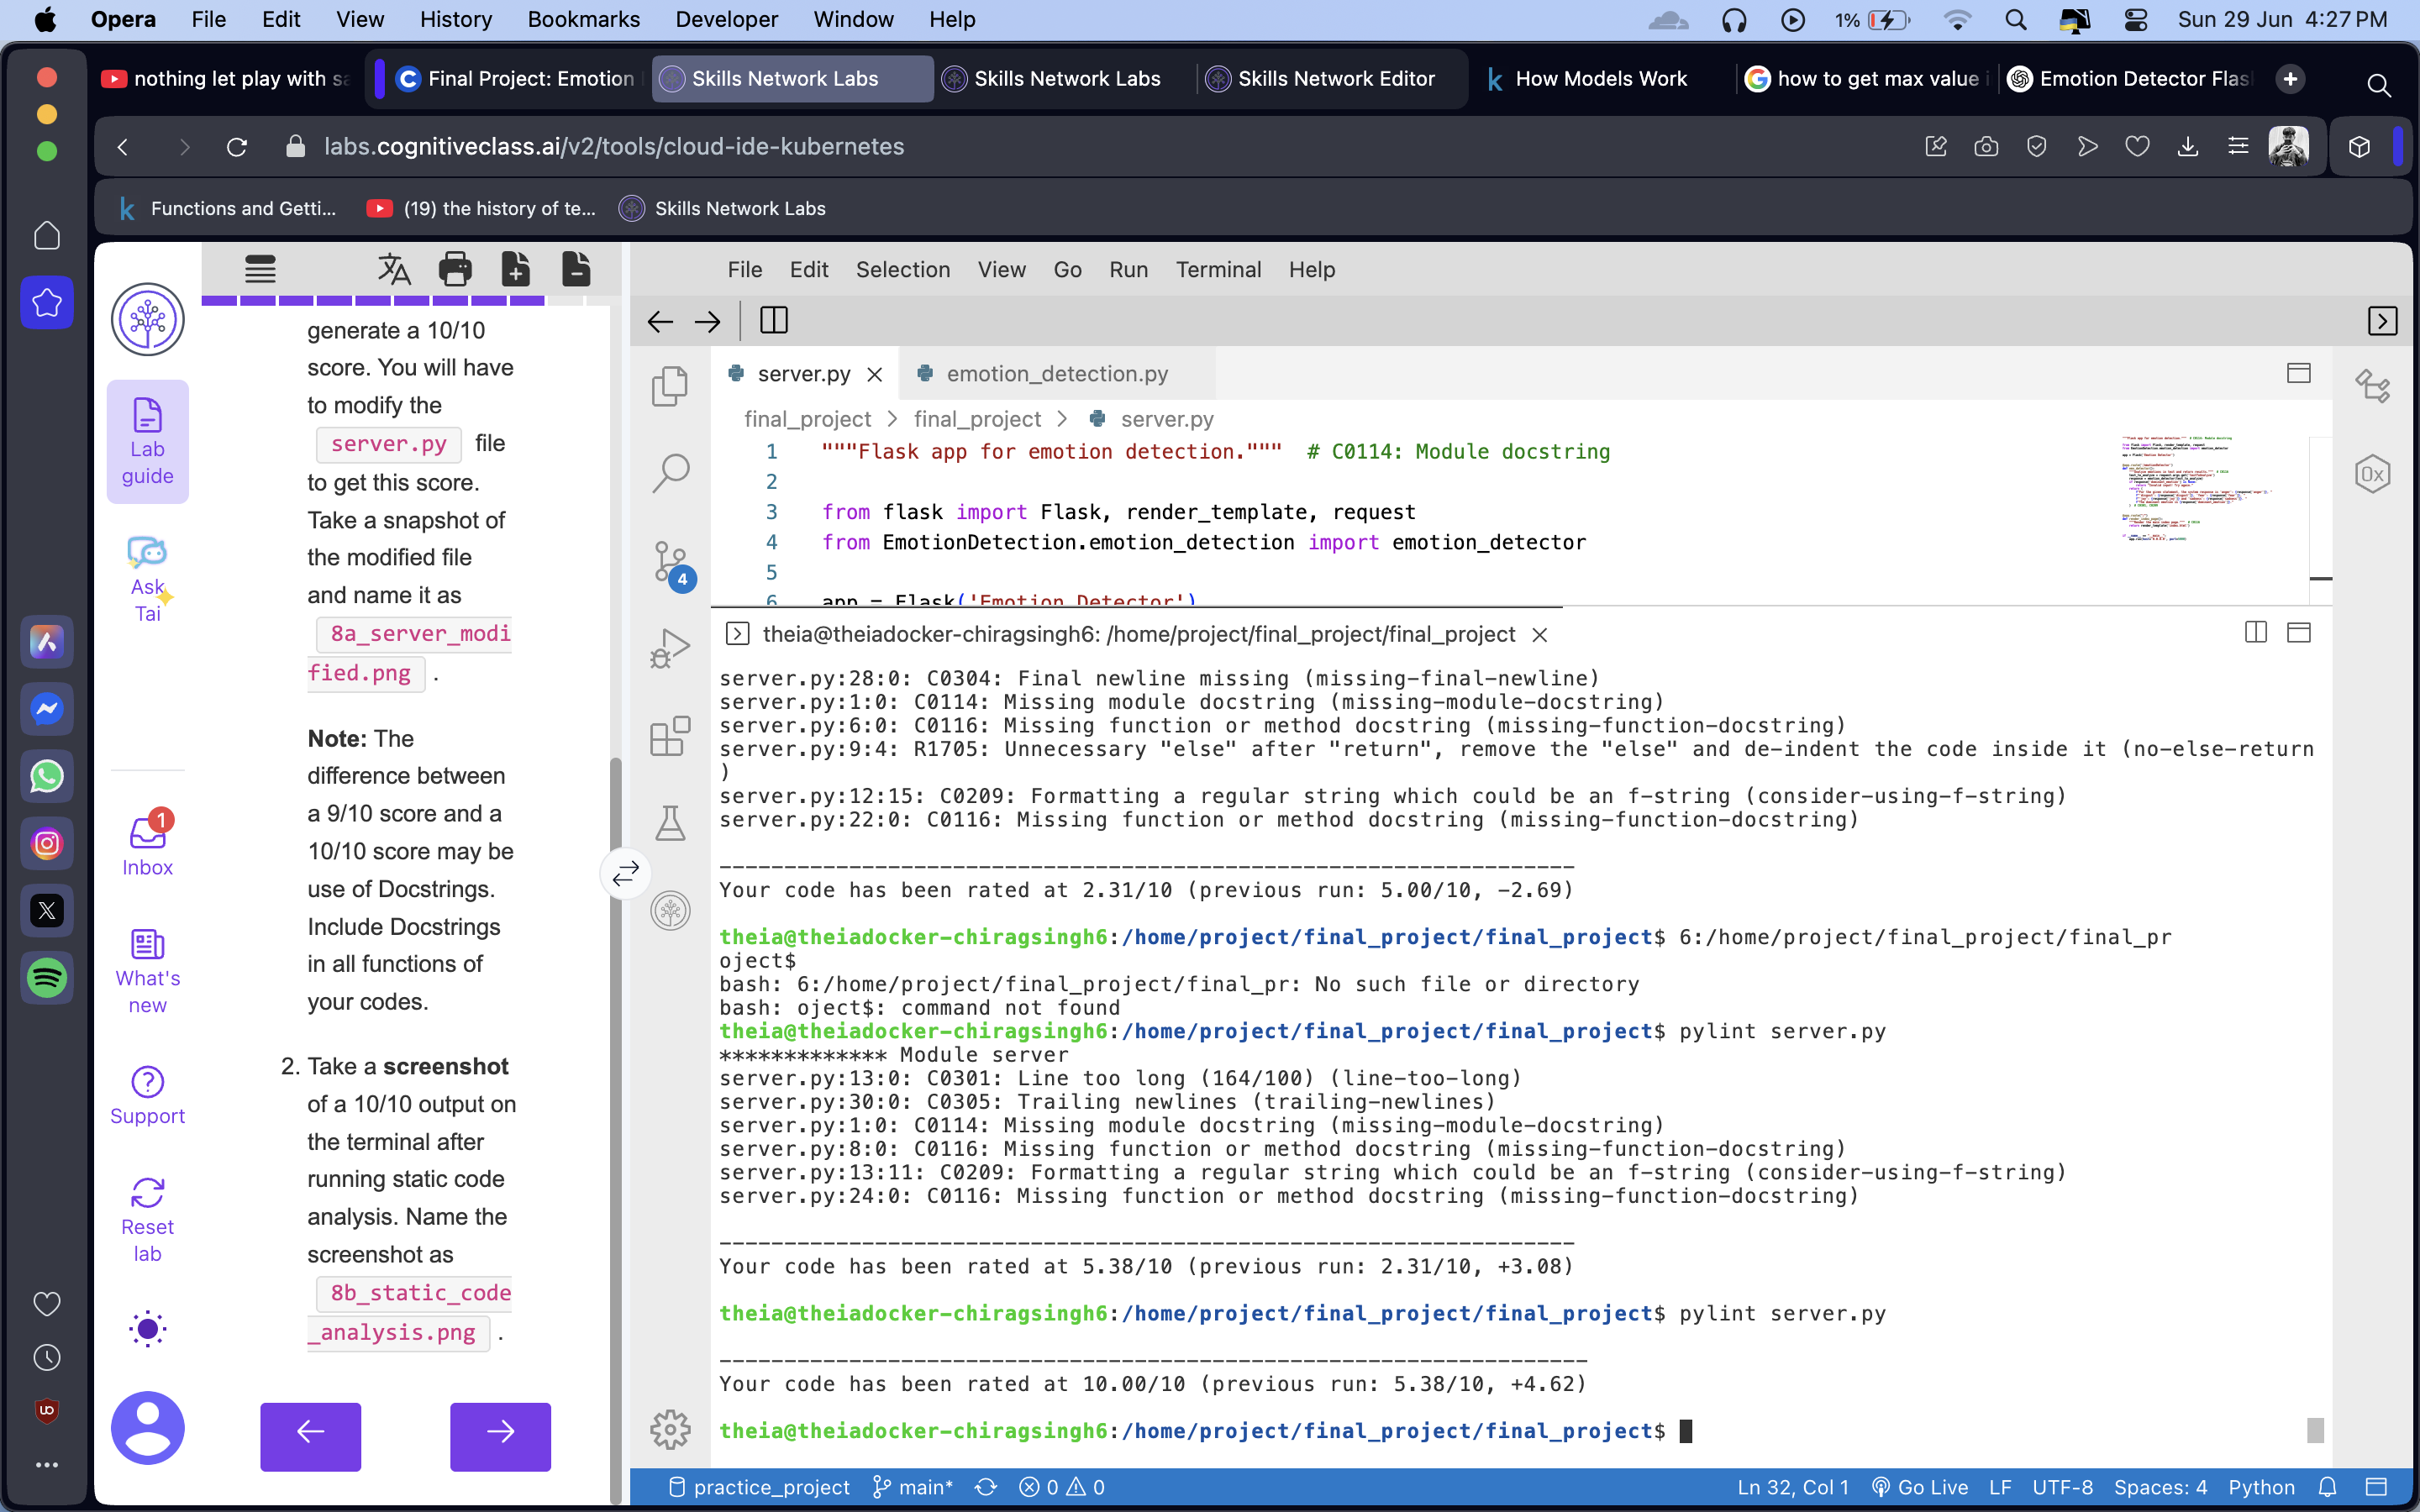 Opera File Edit View History Bookmarks Developer Window Help 1% Sun 29 Jun 4:27 PM
nothing let play with sa Final Project: Emotion Skills Network Labs Skills Network Labs Skills Network Editor How Models Work how to get max value i Emotion Detector Flas
labs.cognitiveclass.ai/v2/tools/cloud-ide-kubernetes
Functions and Getti... (19) the history of te... Skills Network Labs
Lab
guide
Ask
Tai
1
Inbox
What's
new
Support
Reset
lab
generate a 10/10
score. You will have
to modify the
server.py file
to get this score.
Take a snapshot of
the modified file
and name it as
8a_server_modi
fied.png .
Note: The
difference between
a 9/10 score and a
10/10 score may be
use of Docstrings.
Include Docstrings
in all functions of
your codes.
2. Take a screenshot
of a 10/10 output on
the terminal after
running static code
analysis. Name the
screenshot as
8b_static_code
_analysis.png .
File Edit Selection View Go Run Terminal Help
4
server.py emotion_detection.py
final_project > final_project > server.py
1 """Flask app for emotion detection.""" # C0114: Module docstring
2
3 from flask import Flask, render_template, request
4 from EmotionDetection.emotion_detection import emotion_detector
5
6 app = Flask('Emotion Detector')
theia@theiadocker-chiragsingh6: /home/project/final_project/final_project
server.py:28:0: C0304: Final newline missing (missing-final-newline)
server.py:1:0: C0114: Missing module docstring (missing-module-docstring)
server.py:6:0: C0116: Missing function or method docstring (missing-function-docstring)
server.py:9:4: R1705: Unnecessary "else" after "return", remove the "else" and de-indent the code inside it (no-else-return
)
server.py:12:15: C0209: Formatting a regular string which could be an f-string (consider-using-f-string)
server.py:22:0: C0116: Missing function or method docstring (missing-function-docstring)
------------------------------------------------------------------
Your code has been rated at 2.31/10 (previous run: 5.00/10, -2.69)
theia@theiadocker-chiragsingh6:/home/project/final_project/final_project$ 6:/home/project/final_project/final_pr
oject$
bash: 6:/home/project/final_project/final_pr: No such file or directory
bash: oject$: command not found
theia@theiadocker-chiragsingh6:/home/project/final_project/final_project$ pylint server.py
************* Module server
server.py:13:0: C0301: Line too long (164/100) (line-too-long)
server.py:30:0: C0305: Trailing newlines (trailing-newlines)
server.py:1:0: C0114: Missing module docstring (missing-module-docstring)
server.py:8:0: C0116: Missing function or method docstring (missing-function-docstring)
server.py:13:11: C0209: Formatting a regular string which could be an f-string (consider-using-f-string)
server.py:24:0: C0116: Missing function or method docstring (missing-function-docstring)
------------------------------------------------------------------
Your code has been rated at 5.38/10 (previous run: 2.31/10, +3.08)
theia@theiadocker-chiragsingh6:/home/project/final_project/final_project$ pylint server.py
-------------------------------------------------------------------
Your code has been rated at 10.00/10 (previous run: 5.38/10, +4.62)
theia@theiadocker-chiragsingh6:/home/project/final_project/final_project$
practice_project main* 0 0 Ln 32, Col 1 Go Live LF UTF-8 Spaces: 4 Python